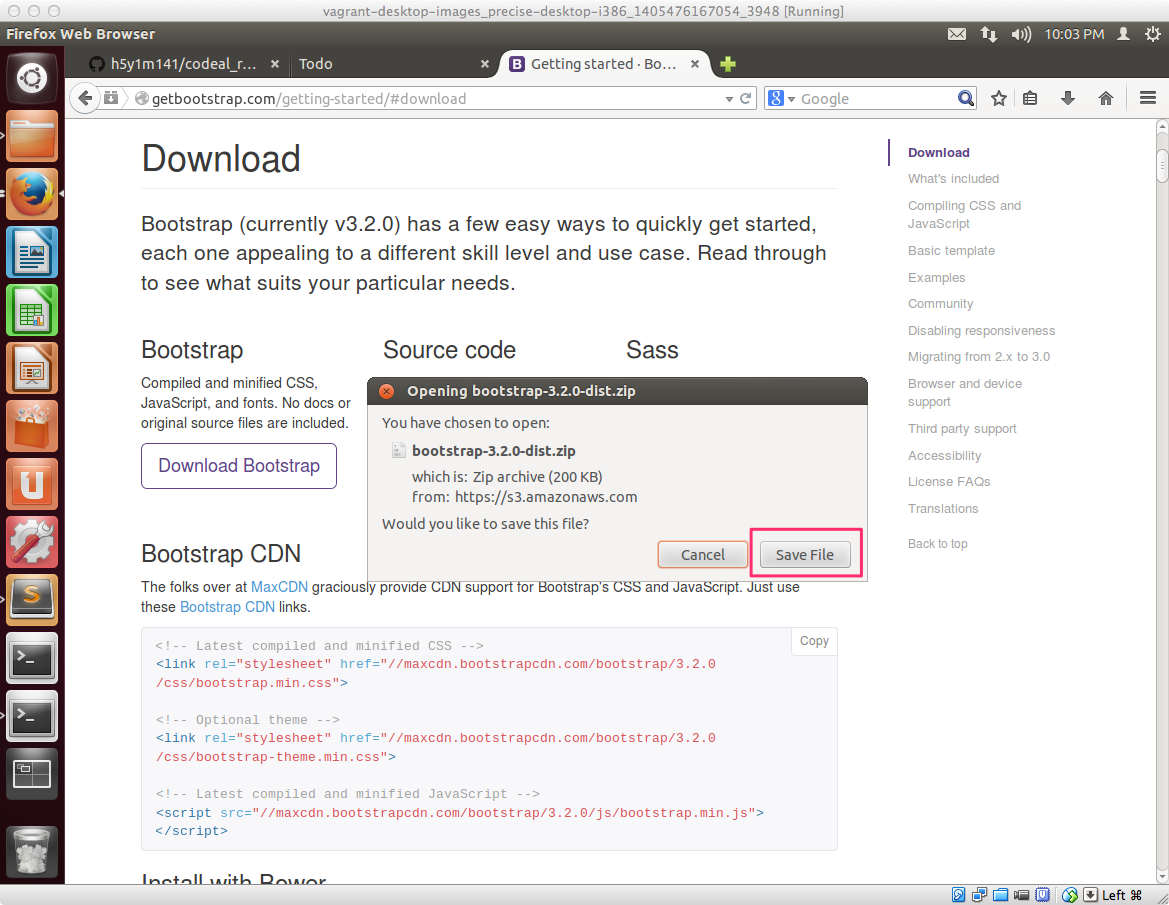 vagrant-desktop-images_precise-desktop-i386_1405476167054_3948 [Running]
Firefox Web Browser
10:03 PM
h5y1m141/codeal_r...
Todo
Getting started · Bo...
getbootstrap.com/getting-started/#download
Google
Download
Bootstrap (currently v3.2.0) has a few easy ways to quickly get started,
each one appealing to a different skill level and use case. Read through
to see what suits your particular needs.
Bootstrap
Compiled and minified CSS,
JavaScript, and fonts. No docs or
original source files are included.
Download Bootstrap
Source code
Sass
Opening bootstrap-3.2.0-dist.zip
You have chosen to open:
bootstrap-3.2.0-dist.zip
which is: Zip archive (200 KB)
from: https://s3.amazonaws.com
Would you like to save this file?
Cancel
Save File
Bootstrap CDN
The folks over at MaxCDN graciously provide CDN support for Bootstrap's CSS and JavaScript. Just use
these Bootstrap CDN links.
Copy
<!-- Latest compiled and minified CSS -->
<link rel="stylesheet" href="//maxcdn.bootstrapcdn.com/bootstrap/3.2.0
/css/bootstrap.min.css">
<!-- Optional theme -->
<link rel="stylesheet" href="//maxcdn.bootstrapcdn.com/bootstrap/3.2.0
/css/bootstrap-theme.min.css">
<!-- Latest compiled and minified JavaScript -->
<script src="//maxcdn.bootstrapcdn.com/bootstrap/3.2.0/js/bootstrap.min.js">
</script>
Install with Bower
Download
What's included
Compiling CSS and
JavaScript
Basic template
Examples
Community
Disabling responsiveness
Migrating from 2.x to 3.0
Browser and device
support
Third party support
Accessibility
License FAQs
Translations
Back to top
Left ⌘